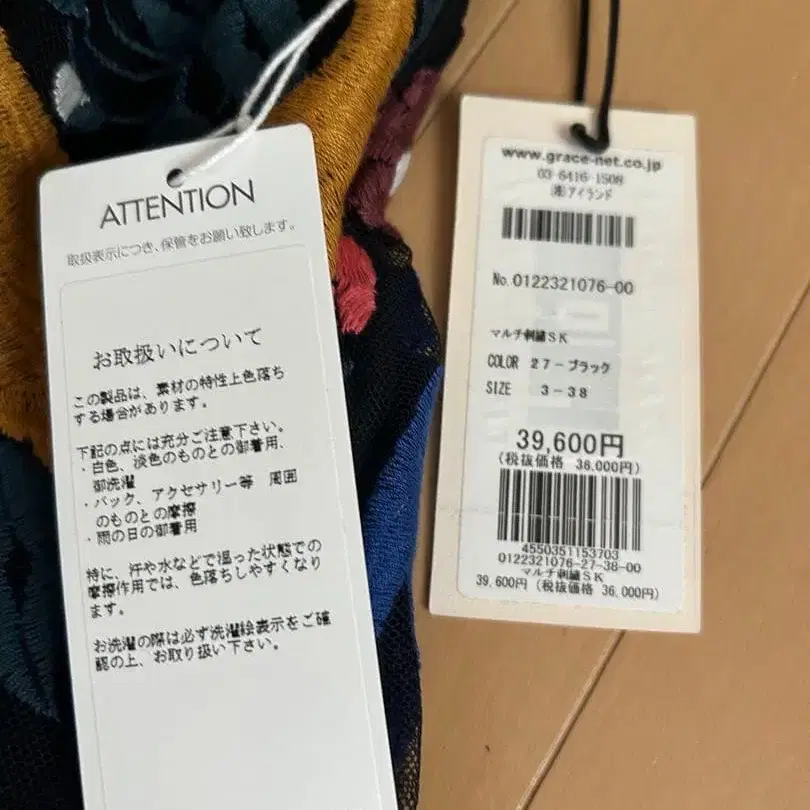 ATTENTION
取扱表示につき、保管をお願い致します。
お取扱いについて
この製品は、素材の特性上色落ち
する場合があります。
下記の点には充分ご注意下さい。
・白色、淡色のものとの御着用、
御洗濯
・バック、アクセサリー等 周囲
のものとの摩擦
・雨の日の御着用
特に、汗や水などで湿った状態での
摩擦作用では、色落ちしやすくなり
ます。
お洗濯の際は必ず洗濯絵表示をご確
認の上、お取り扱い下さい。
www.grace-net.co.jp
03-6416-1508
㈱アイランド
No.0122321076-00
マルチ刺繍SK
COLOR 27-ブラック
SIZE 3-38
39,600円
(税抜価格 36,000円)
4550351153703
0122321076-27-38-00
マルチ刺繍SK
39,600円 (税抜価格 36,000円)